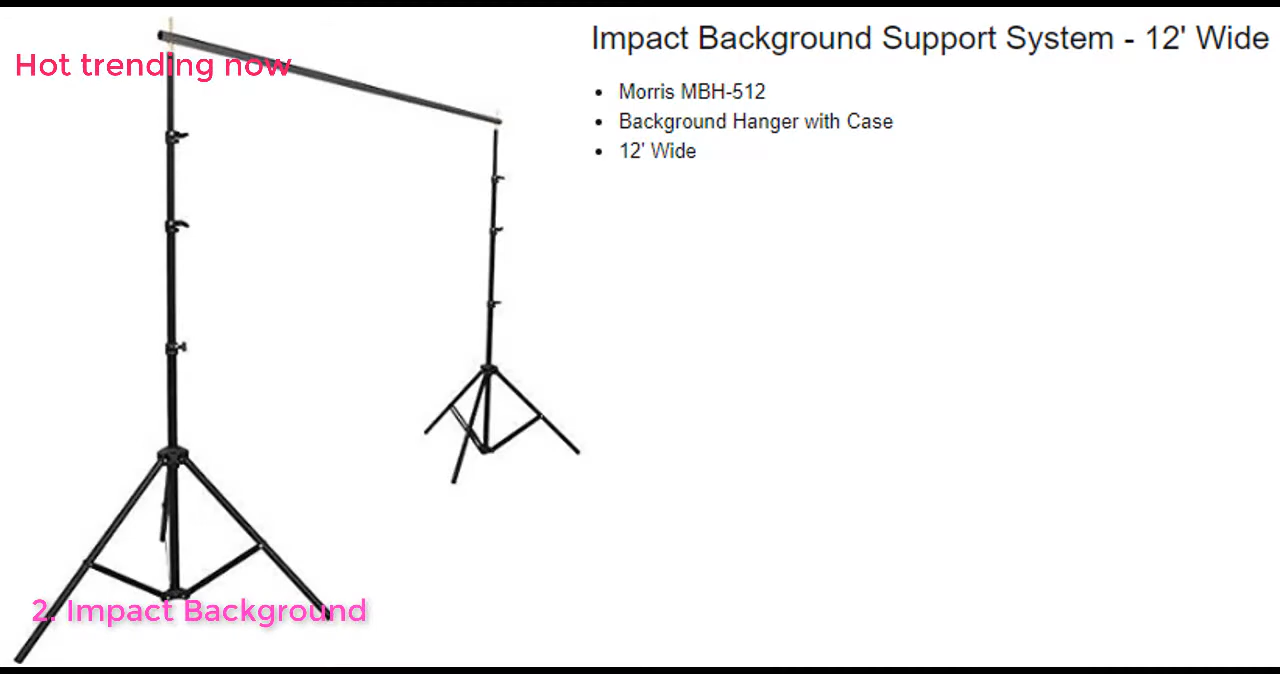 Impact Background Support System - 12' Wide
Hot trending now
Morris MBH-512
Background Hanger with Case
12' Wide
2. Impact Background